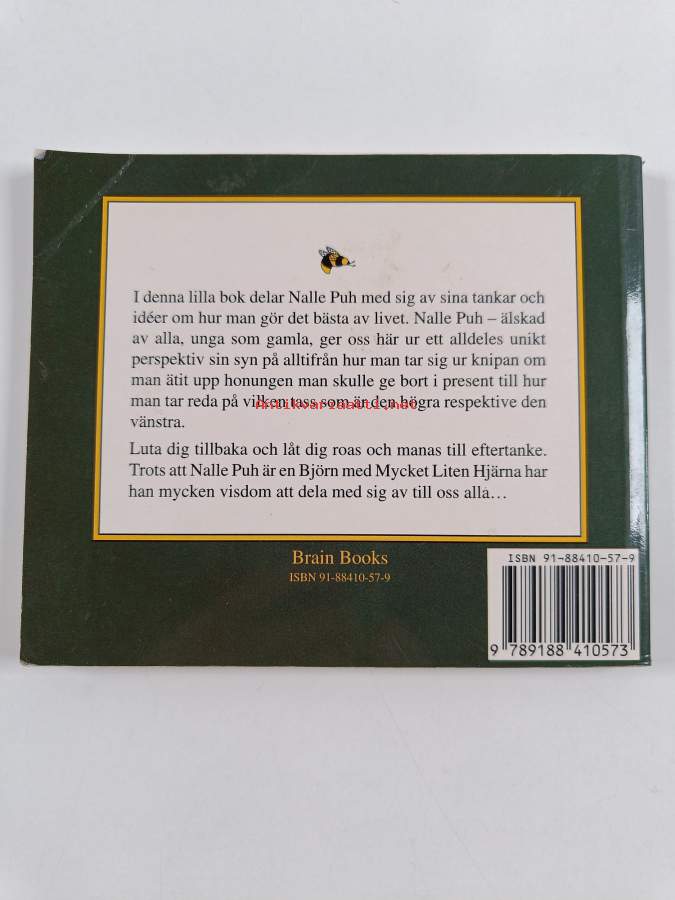 I denna lilla bok delar Nalle Puh med sig av sina tankar och
idéer om hur man gör det bästa av livet. Nalle Puh – älskad
av alla, unga som gamla, ger oss här ur ett alldeles unikt
perspektiv sin syn på alltifrån hur man tar sig ur knipan om
man ätit upp honungen man skulle ge bort i present till hur
man tar reda på vilken tass som är den högra respektive den
Antikvariaatti.net
vänstra.
Luta dig tillbaka och låt dig roas och manas till eftertanke.
Trots att Nalle Puh är en Björn med Mycket Liten Hjärna har
han mycken visdom att dela med sig av till oss alla…
Brain Books
ISBN 91-88410-57-9
ISBN 91-88410-57-9
9 789188 410573